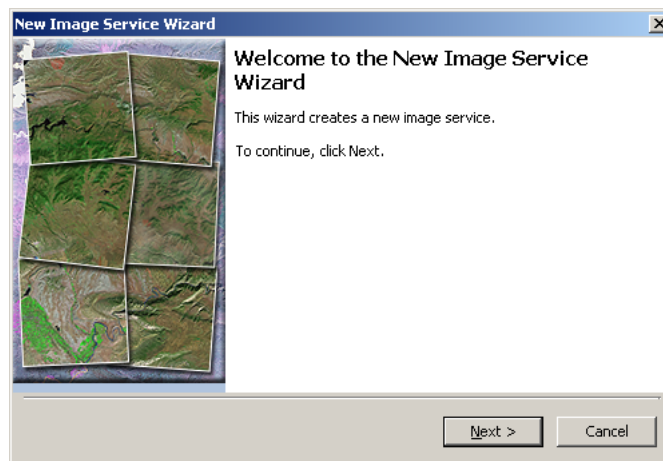 New Image Service Wizard
Welcome to the New Image Service
Wizard
This wizard creates a new image service.
To continue, click Next.
Next >
Cancel